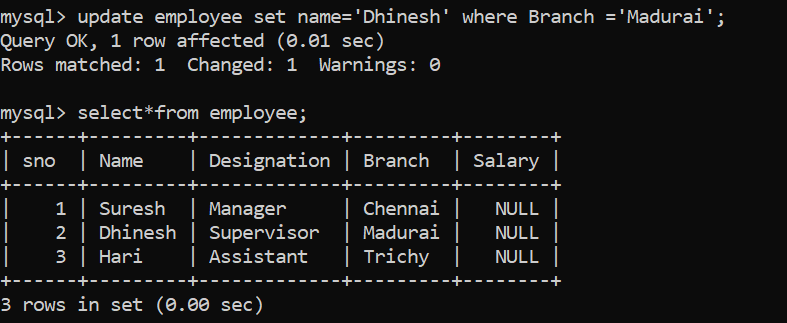 mysql> update employee set name='Dhinesh' where Branch ='Madurai';
Query OK, 1 row affected (0.01 sec)
Rows matched: 1  Changed: 1  Warnings: 0

mysql> select*from employee;
+------+---------+-------------+---------+--------+
| sno  | Name    | Designation | Branch  | Salary |
+------+---------+-------------+---------+--------+
|    1 | Suresh  | Manager     | Chennai |   NULL |
|    2 | Dhinesh | Supervisor  | Madurai |   NULL |
|    3 | Hari    | Assistant   | Trichy  |   NULL |
+------+---------+-------------+---------+--------+
3 rows in set (0.00 sec)